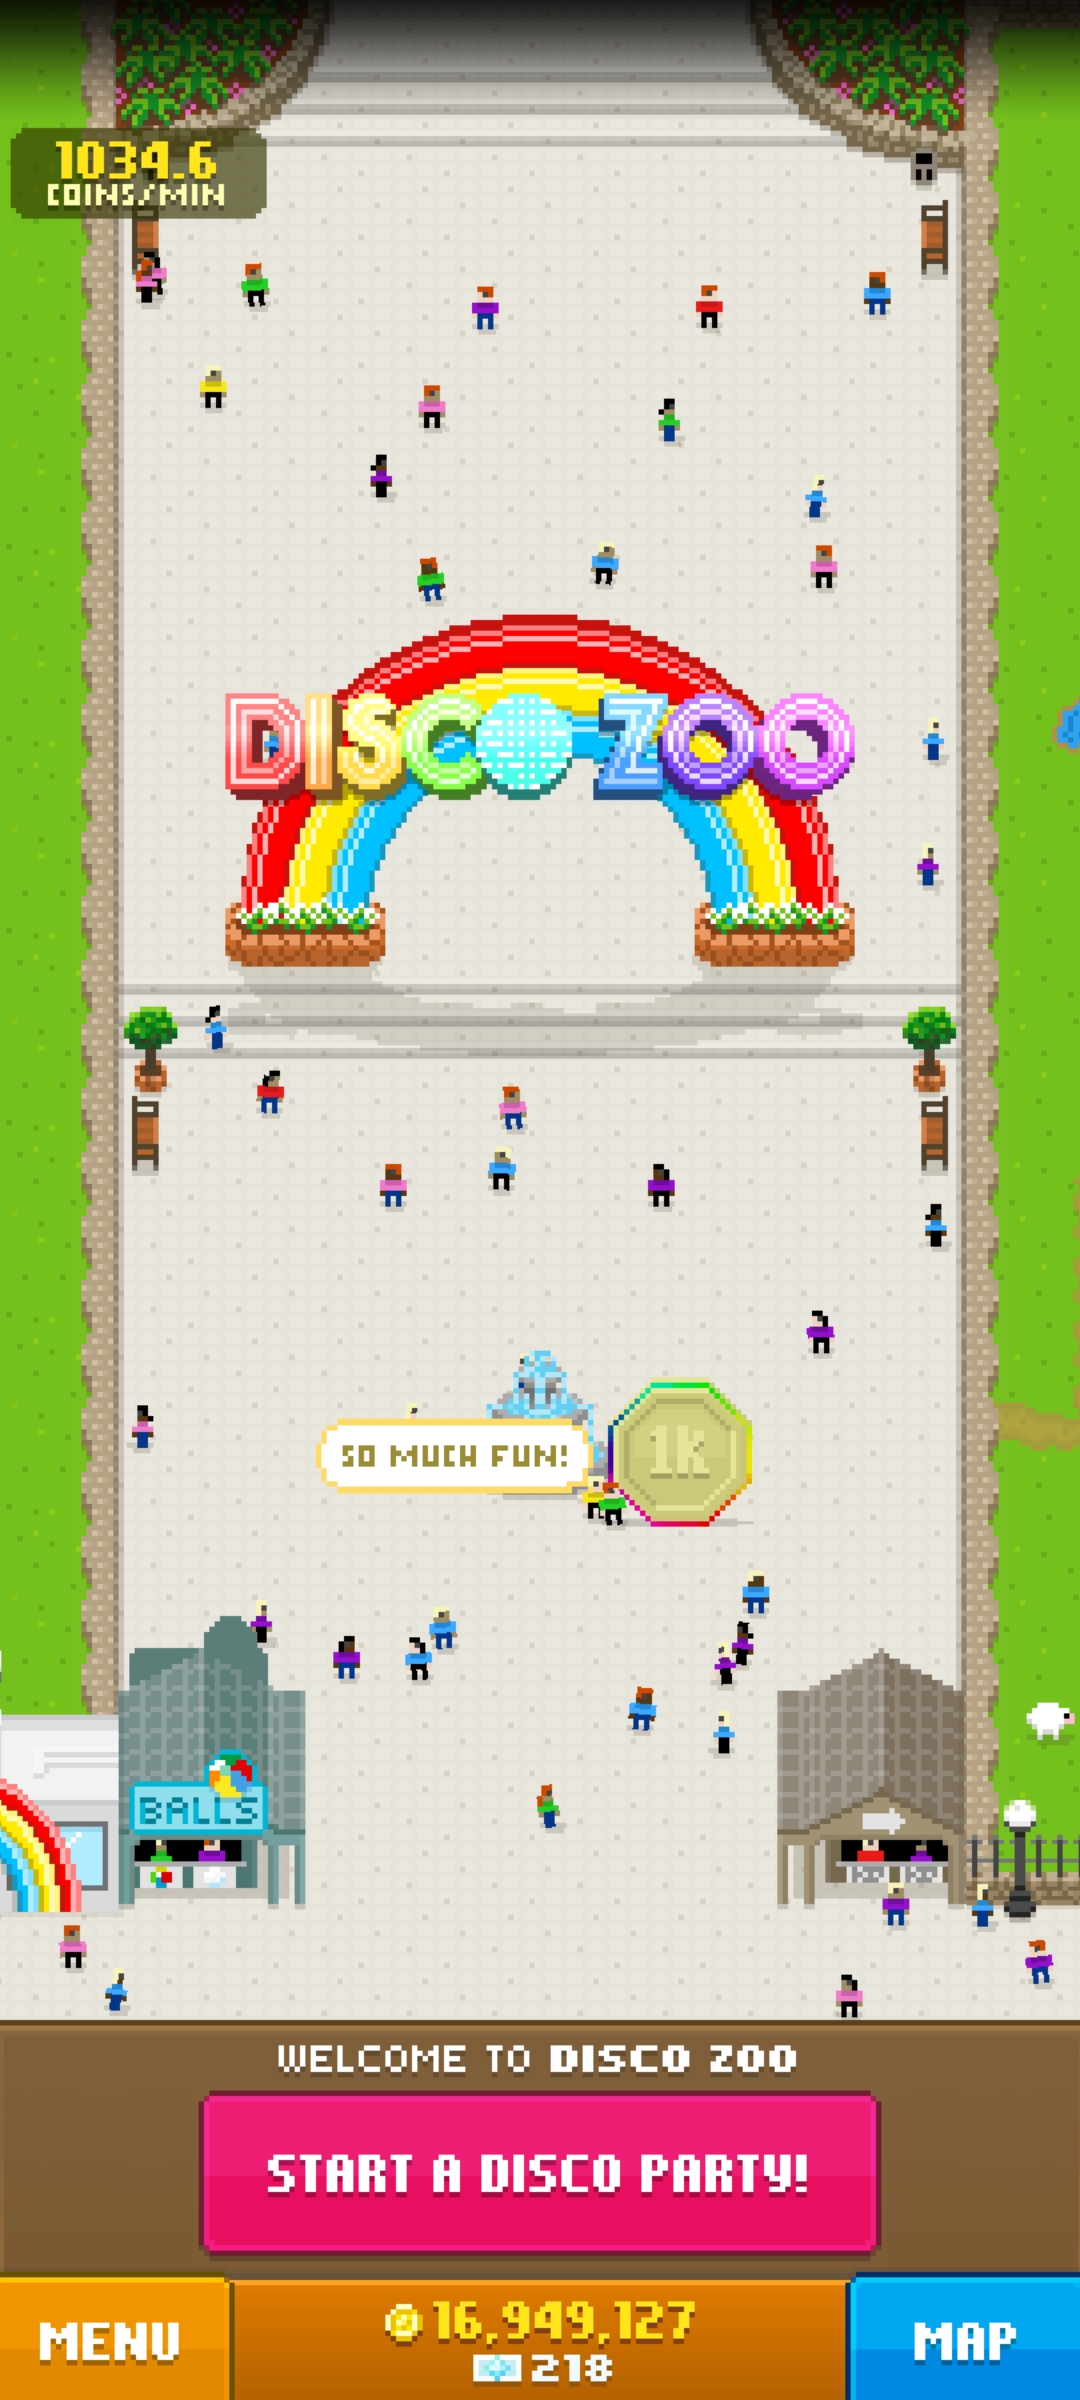 1034.6
COINS/MIN
DISCO ZOO
SO MUCH FUN!
1k
BALLS
WELCOME TO DISCO ZOO
START A DISCO PARTY!
MENU
16,949,127
218
MAP